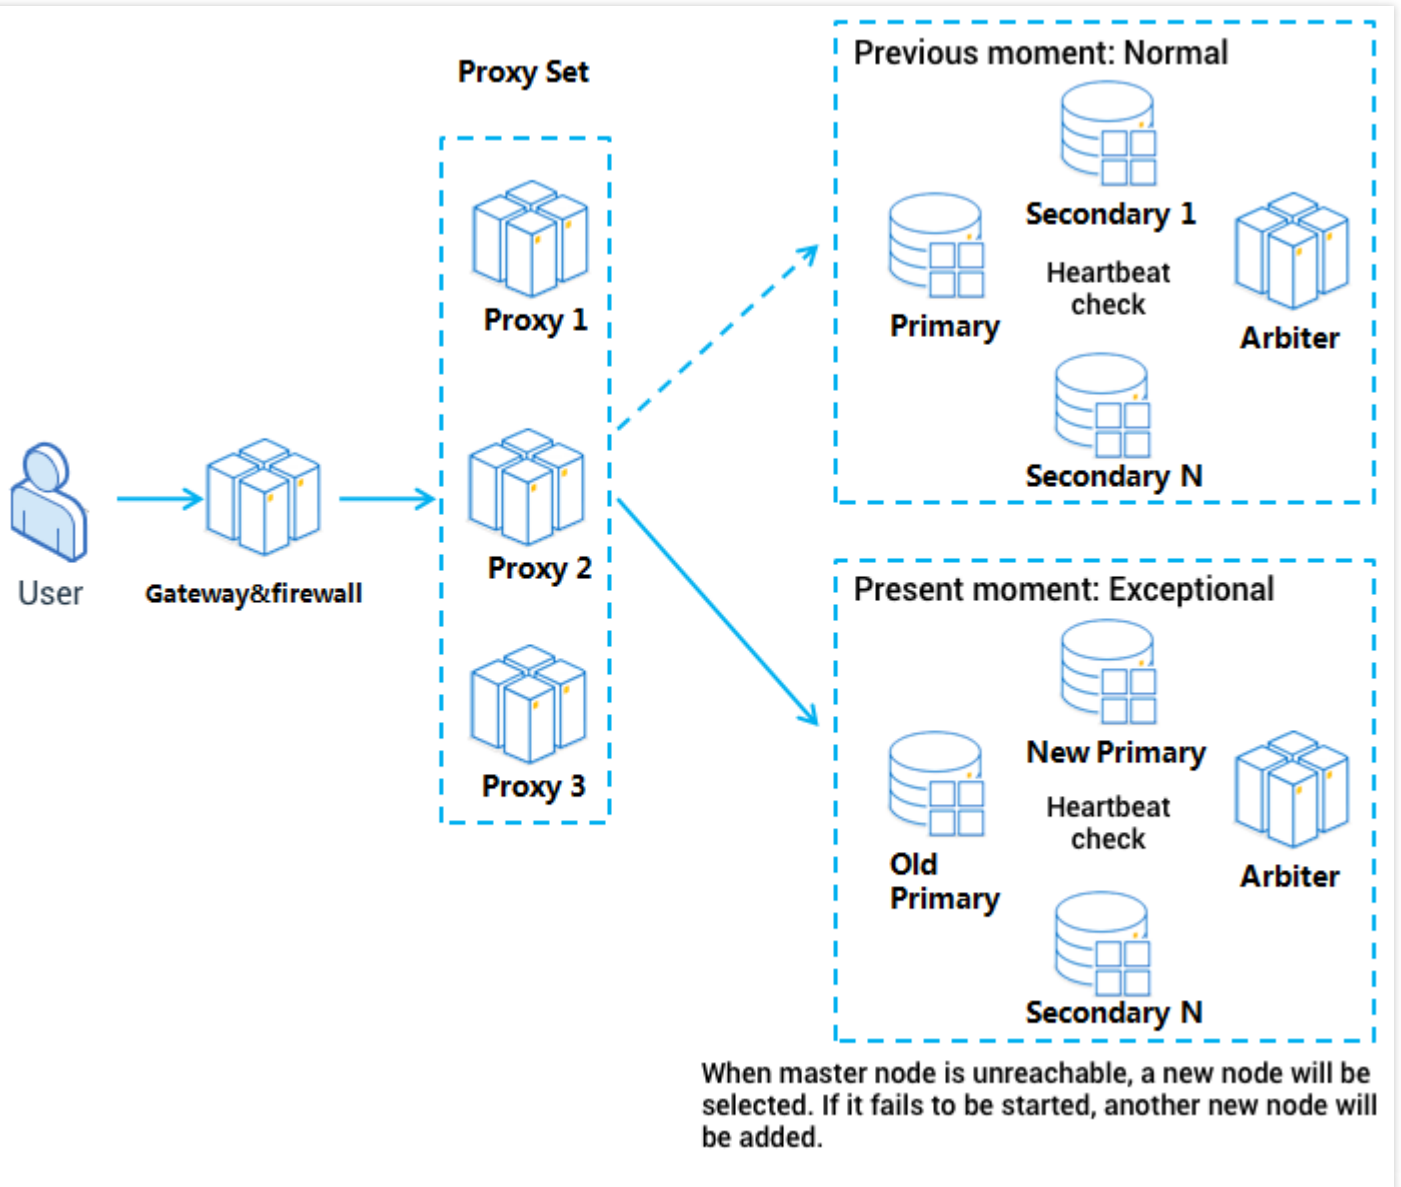 Proxy Set
Proxy 1
Proxy 2
Proxy 3
User
Gateway&firewall
Previous moment: Normal
Secondary 1
Primary
Heartbeat
check
Arbiter
Secondary N
Present moment: Exceptional
New Primary
Old
Primary
Heartbeat
check
Arbiter
Secondary N
When master node is unreachable, a new node will be
selected. If it fails to be started, another new node will
be added.